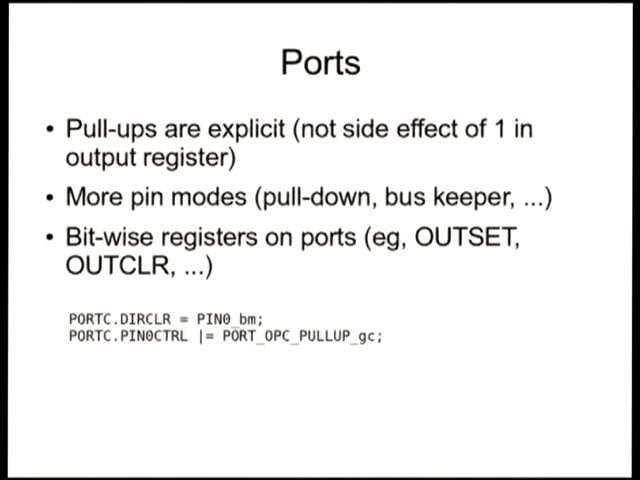 Ports
• Pull-ups are explicit (not side effect of 1 in
output register)
• More pin modes (pull-down, bus keeper, ...)
• Bit-wise registers on ports (eg, OUTSET,
OUTCLR, ...)
PORTC.DIRCLR = PIN0_bm;
PORTC.PIN0CTRL |= PORT_OPC_PULLUP_gc;